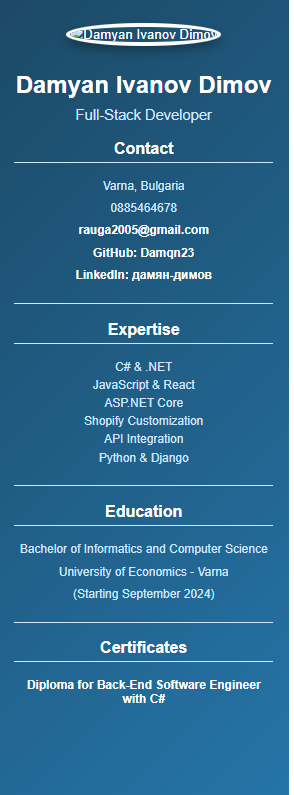 Damyan Ivanov Dimov
Damyan Ivanov Dimov
Full-Stack Developer
Contact
Varna, Bulgaria
0885464678
rauga2005@gmail.com
GitHub: Damqn23
LinkedIn: дамян-димов
Expertise
C# & .NET
JavaScript & React
ASP.NET Core
Shopify Customization
API Integration
Python & Django
Education
Bachelor of Informatics and Computer Science
University of Economics - Varna
(Starting September 2024)
Certificates
Diploma for Back-End Software Engineer
with C#